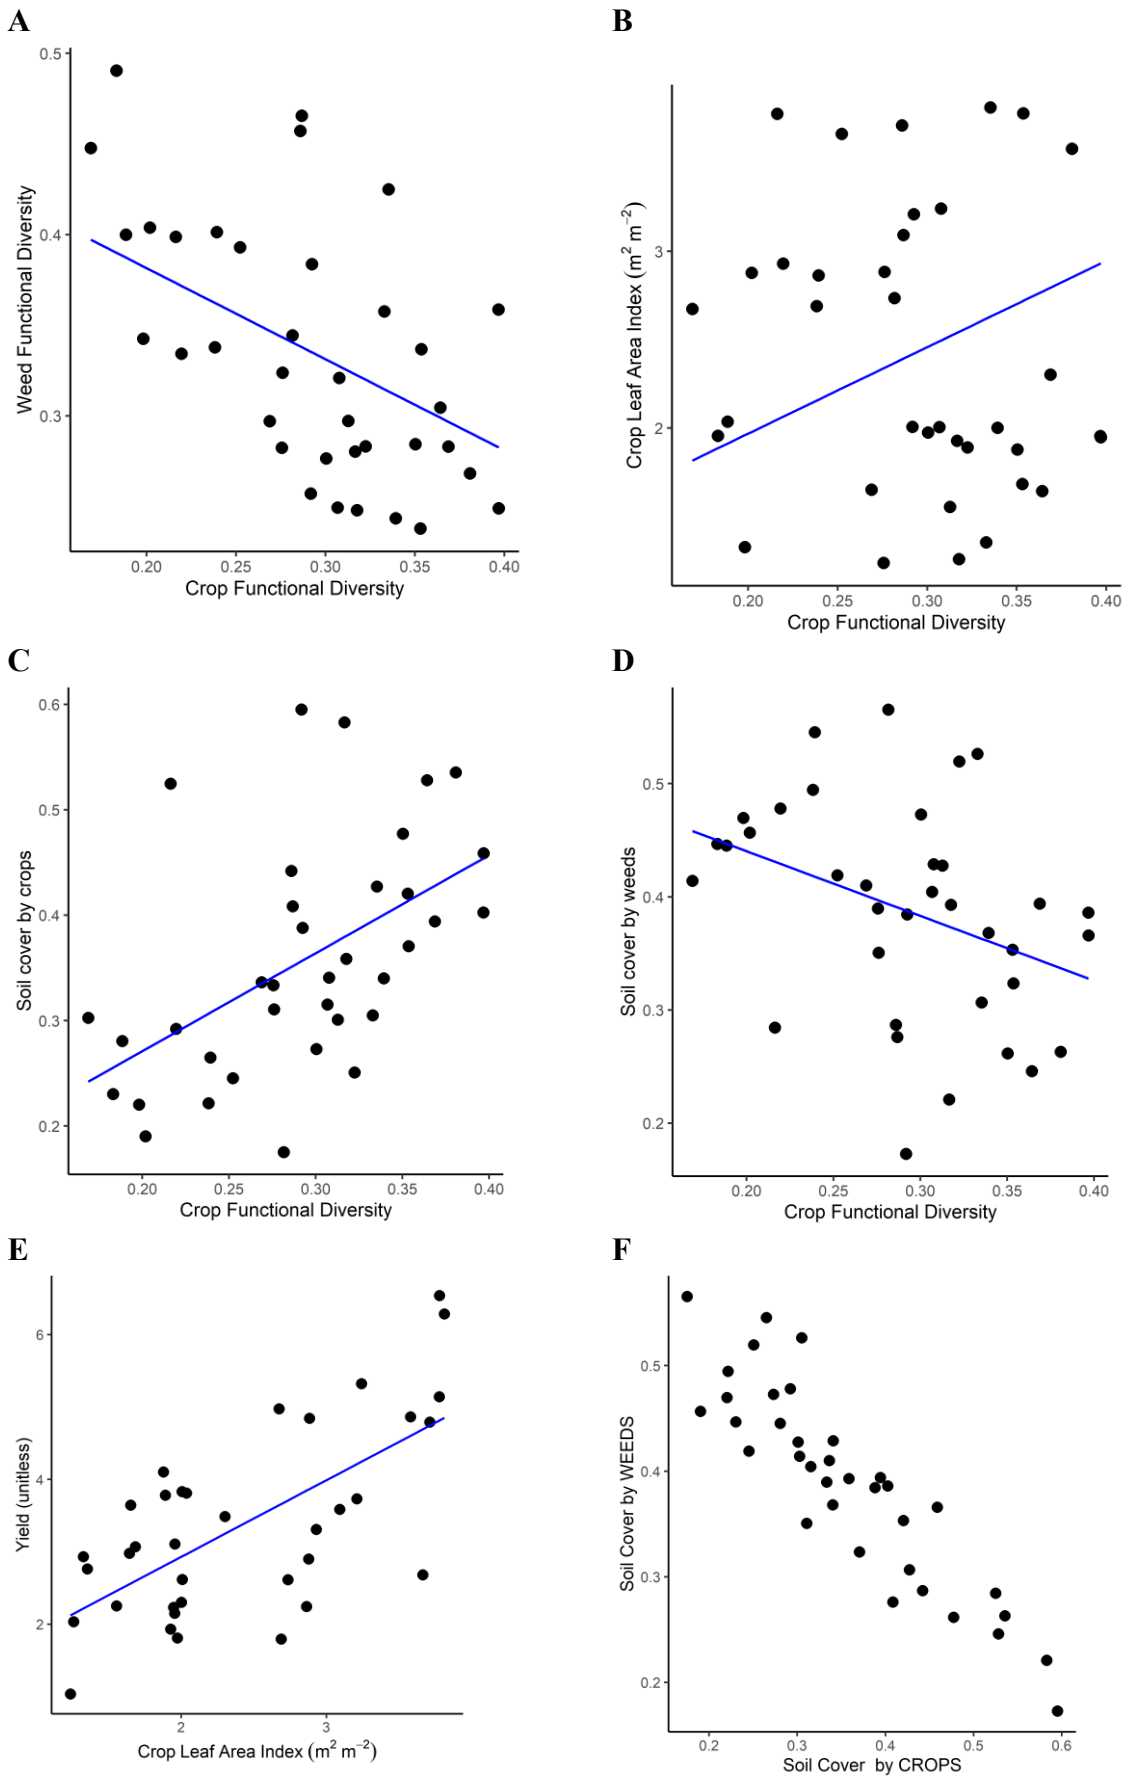 A
0.5
0.4
0.3
Weed Functional Diversity
0.20 0.25 0.30 0.35 0.40
Crop Functional Diversity
B
3
2
Crop Leaf Area Index (m² m⁻²)
0.20 0.25 0.30 0.35 0.40
Crop Functional Diversity
C
0.6
0.5
0.4
0.3
0.2
Soil cover by crops
0.20 0.25 0.30 0.35 0.40
Crop Functional Diversity
D
0.5
0.4
0.3
0.2
Soil cover by weeds
0.20 0.25 0.30 0.35 0.40
Crop Functional Diversity
E
6
4
2
Yield (unitless)
2 3
Crop Leaf Area Index (m² m⁻²)
F
0.5
0.4
0.3
0.2
Soil Cover by WEEDS
0.2 0.3 0.4 0.5 0.6
Soil Cover by CROPS